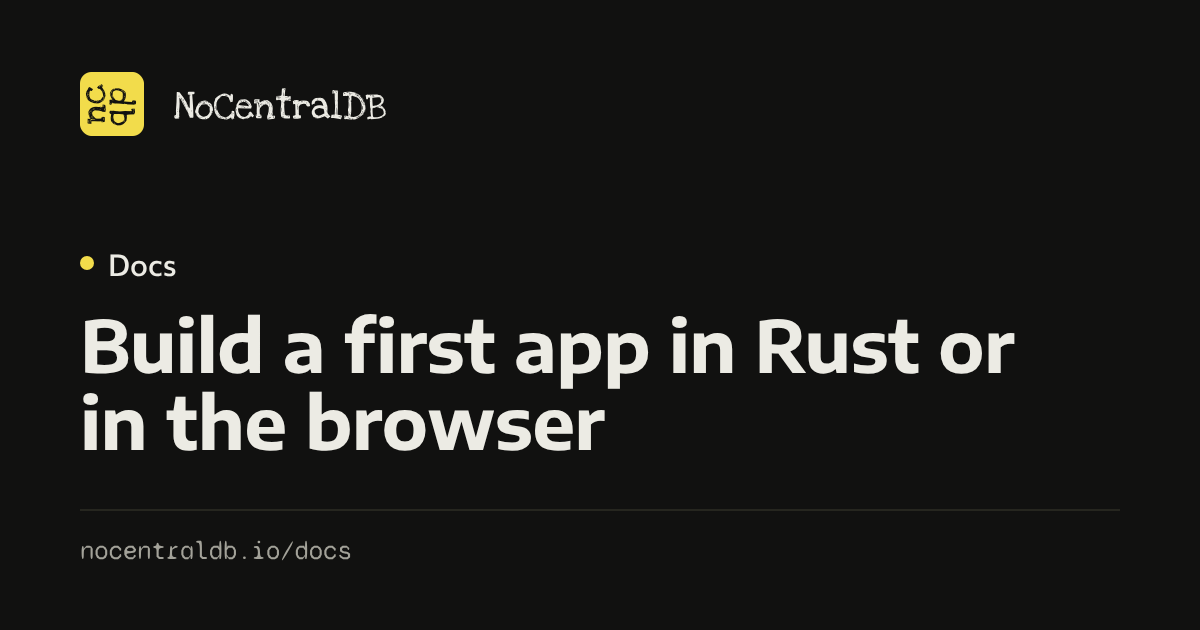 nc
db
NoCentralDB
Docs
Build a first app in Rust or
in the browser
nocentraldb.io/docs